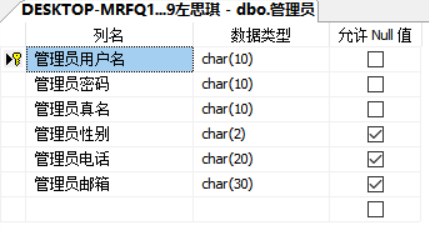 DESKTOP-MRFQ1...9左思琪 - dbo.管理员
列名 数据类型 允许 Null 值
管理员用户名 char(10)
管理员密码 char(10)
管理员真名 char(10)
管理员性别 char(2)
管理员电话 char(20)
管理员邮箱 char(30)